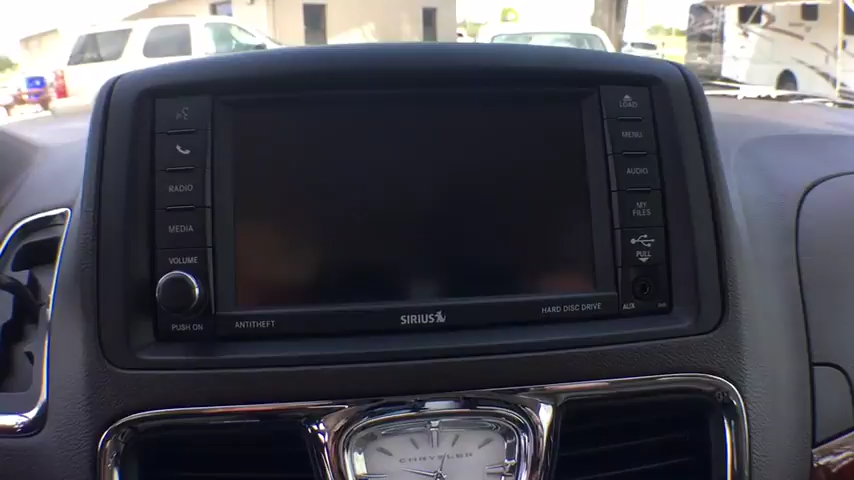 LOAD
MENU
RADIO
AUDIO
MEDIA
MY
FILES
VOLUME
PULL
PUSH ON
ANTITHEFT
SIRIUS
HARD DISC DRIVE
AUX
CHRYSLER